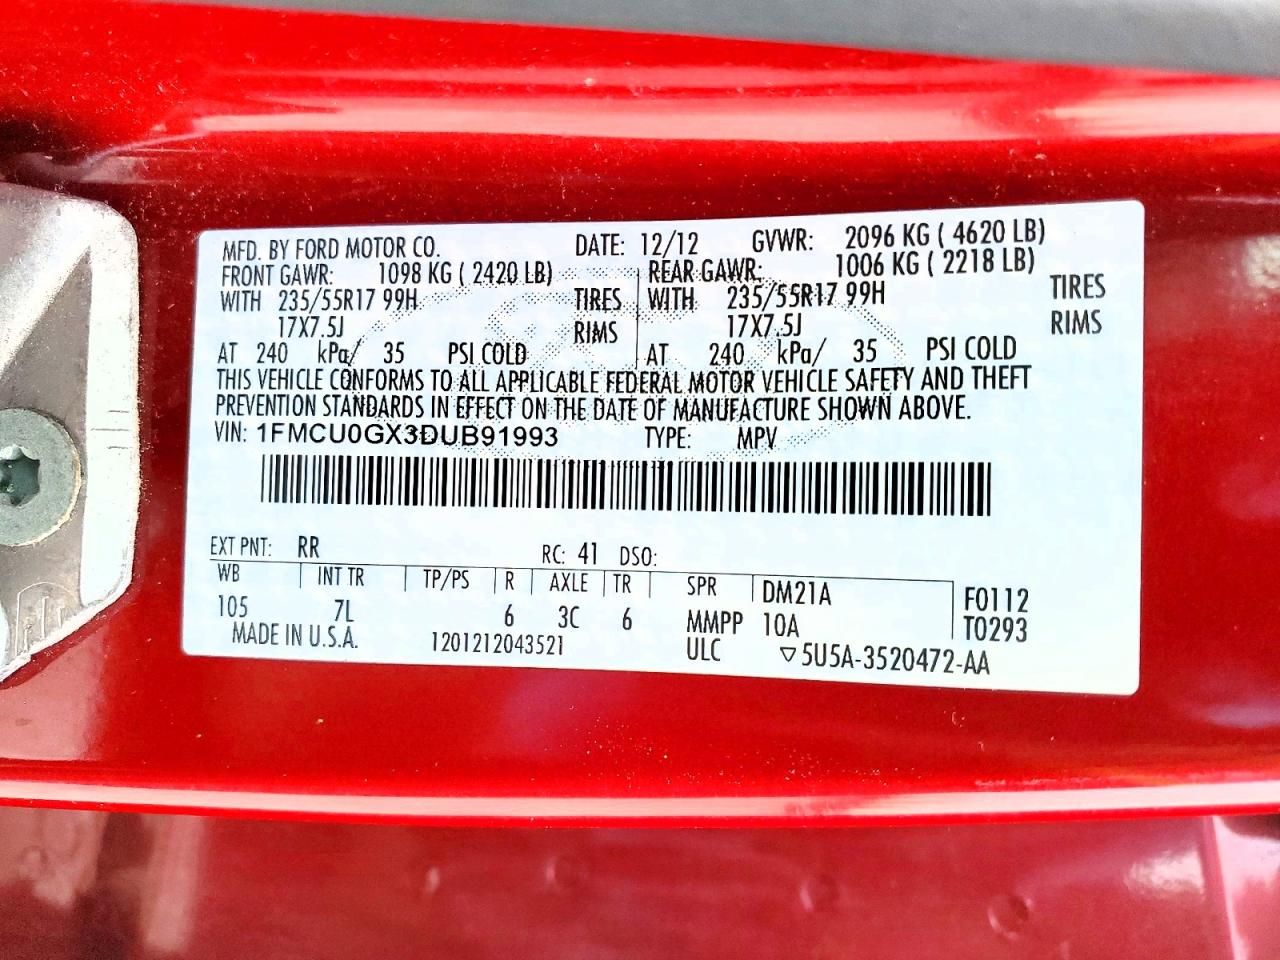 MFD. BY FORD MOTOR CO. DATE: 12/12 GVWR: 2096 KG ( 4620 LB)
FRONT GAWR: 1098 KG ( 2420 LB) REAR GAWR: 1006 KG ( 2218 LB)
WITH 235/55R17 99H TIRES WITH 235/55R17 99H TIRES
17X7.5J RIMS 17X7.5J RIMS
AT 240 kPa/ 35 PSI COLD AT 240 kPa/ 35 PSI COLD
THIS VEHICLE CONFORMS TO ALL APPLICABLE FEDERAL MOTOR VEHICLE SAFETY AND THEFT
PREVENTION STANDARDS IN EFFECT ON THE DATE OF MANUFACTURE SHOWN ABOVE.
VIN: 1FMCU0GX3DUB91993 TYPE: MPV
EXT PNT: RR RC: 41 DSO:
WB INT TR TP/PS R AXLE TR SPR DM21A F0112
105 7L 6 3C 6 MMPP 10A T0293
MADE IN U.S.A. 1201212043521 ULC ▽5U5A-3520472-AA